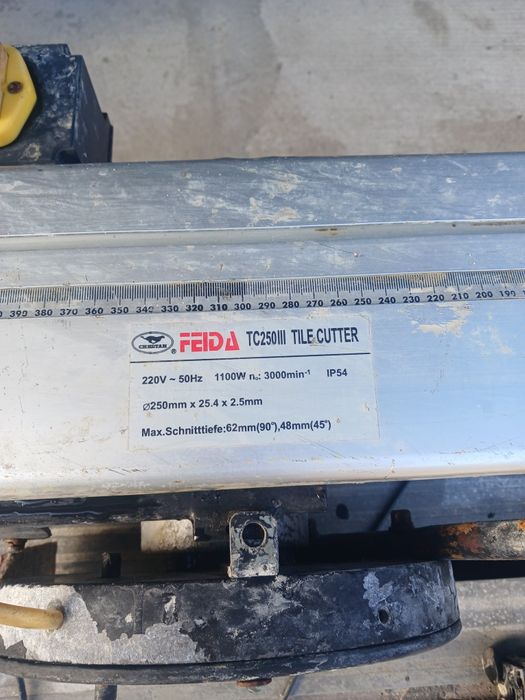 390 380 370 360 350 340 330 320 310 300 290 280 270 260 250 240 230 220 210 200 190
CHEETAH ® FEIDA TC250III TILE CUTTER
220V ~ 50Hz 1100W n₀: 3000min⁻¹ IP54
Ø250mm x 25.4 x 2.5mm
Max.Schnitttiefe;62mm(90°),48mm(45°)